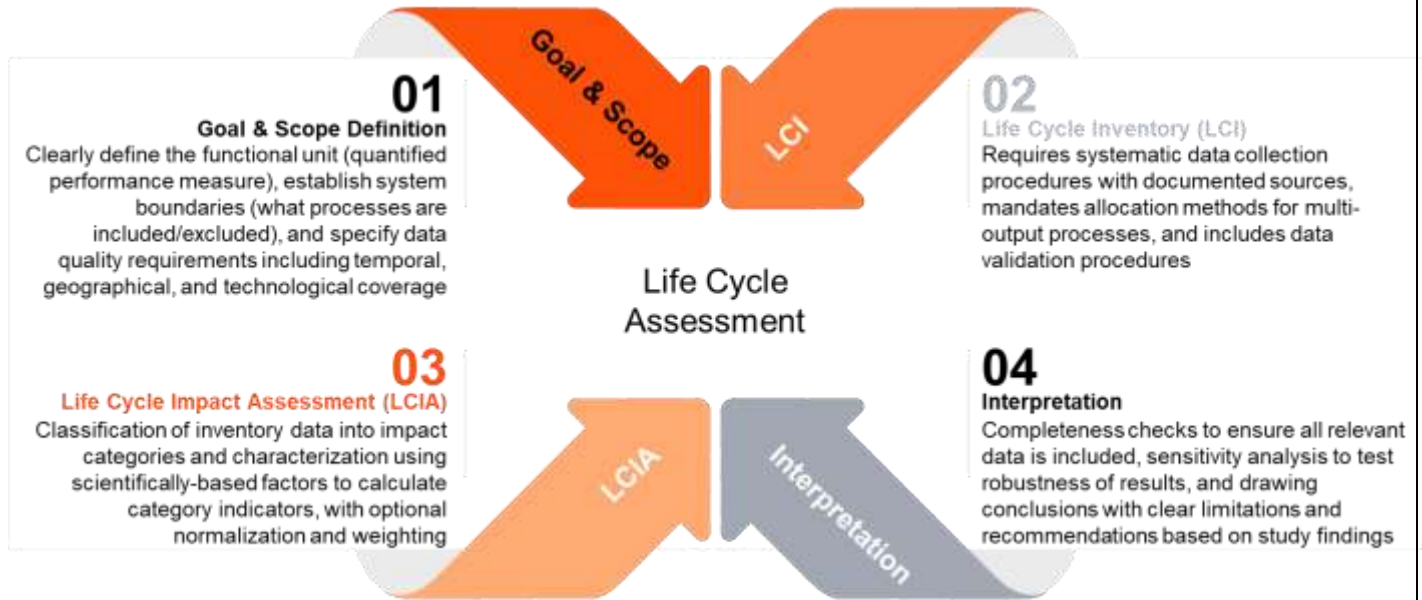 Goal & Scope
LCI
01
Goal & Scope Definition
Clearly define the functional unit (quantified
performance measure), establish system
boundaries (what processes are
included/excluded), and specify data
quality requirements including temporal,
geographical, and technological coverage
02
Life Cycle Inventory (LCI)
Requires systematic data collection
procedures with documented sources,
mandates allocation methods for multi-
output processes, and includes data
validation procedures
Life Cycle
Assessment
03
Life Cycle Impact Assessment (LCIA)
Classification of inventory data into impact
categories and characterization using
scientifically-based factors to calculate
category indicators, with optional
normalization and weighting
04
Interpretation
Completeness checks to ensure all relevant
data is included, sensitivity analysis to test
robustness of results, and drawing
conclusions with clear limitations and
recommendations based on study findings
LCIA
Interpretation